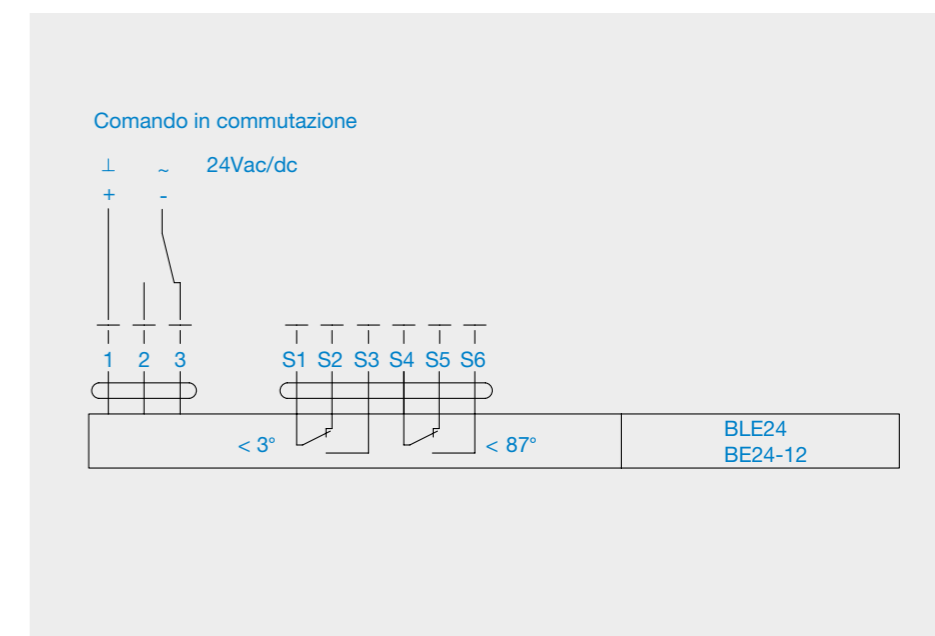 Comando in commutazione
⊥ ~ 24Vac/dc
+ -
1 2 3 S1 S2 S3 S4 S5 S6
< 3° < 87° BLE24
BE24-12